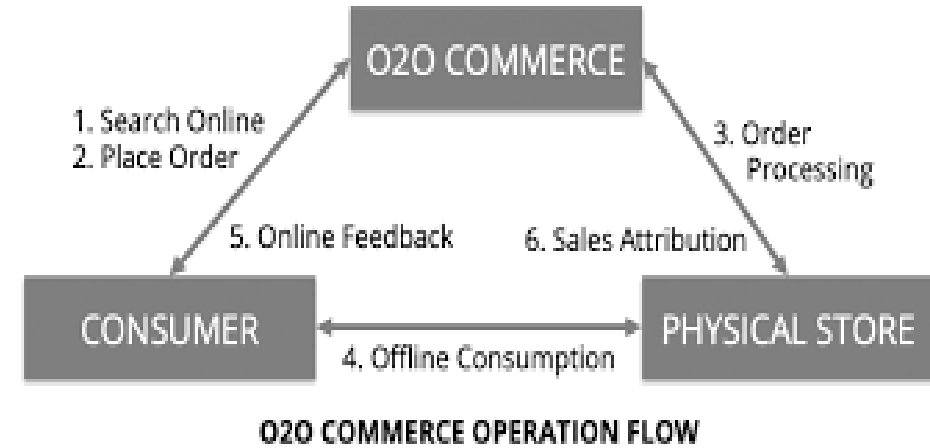 O2O COMMERCE
1. Search Online
2. Place Order
3. Order
Processing
5. Online Feedback
6. Sales Attribution
CONSUMER
PHYSICAL STORE
4. Offline Consumption
O2O COMMERCE OPERATION FLOW